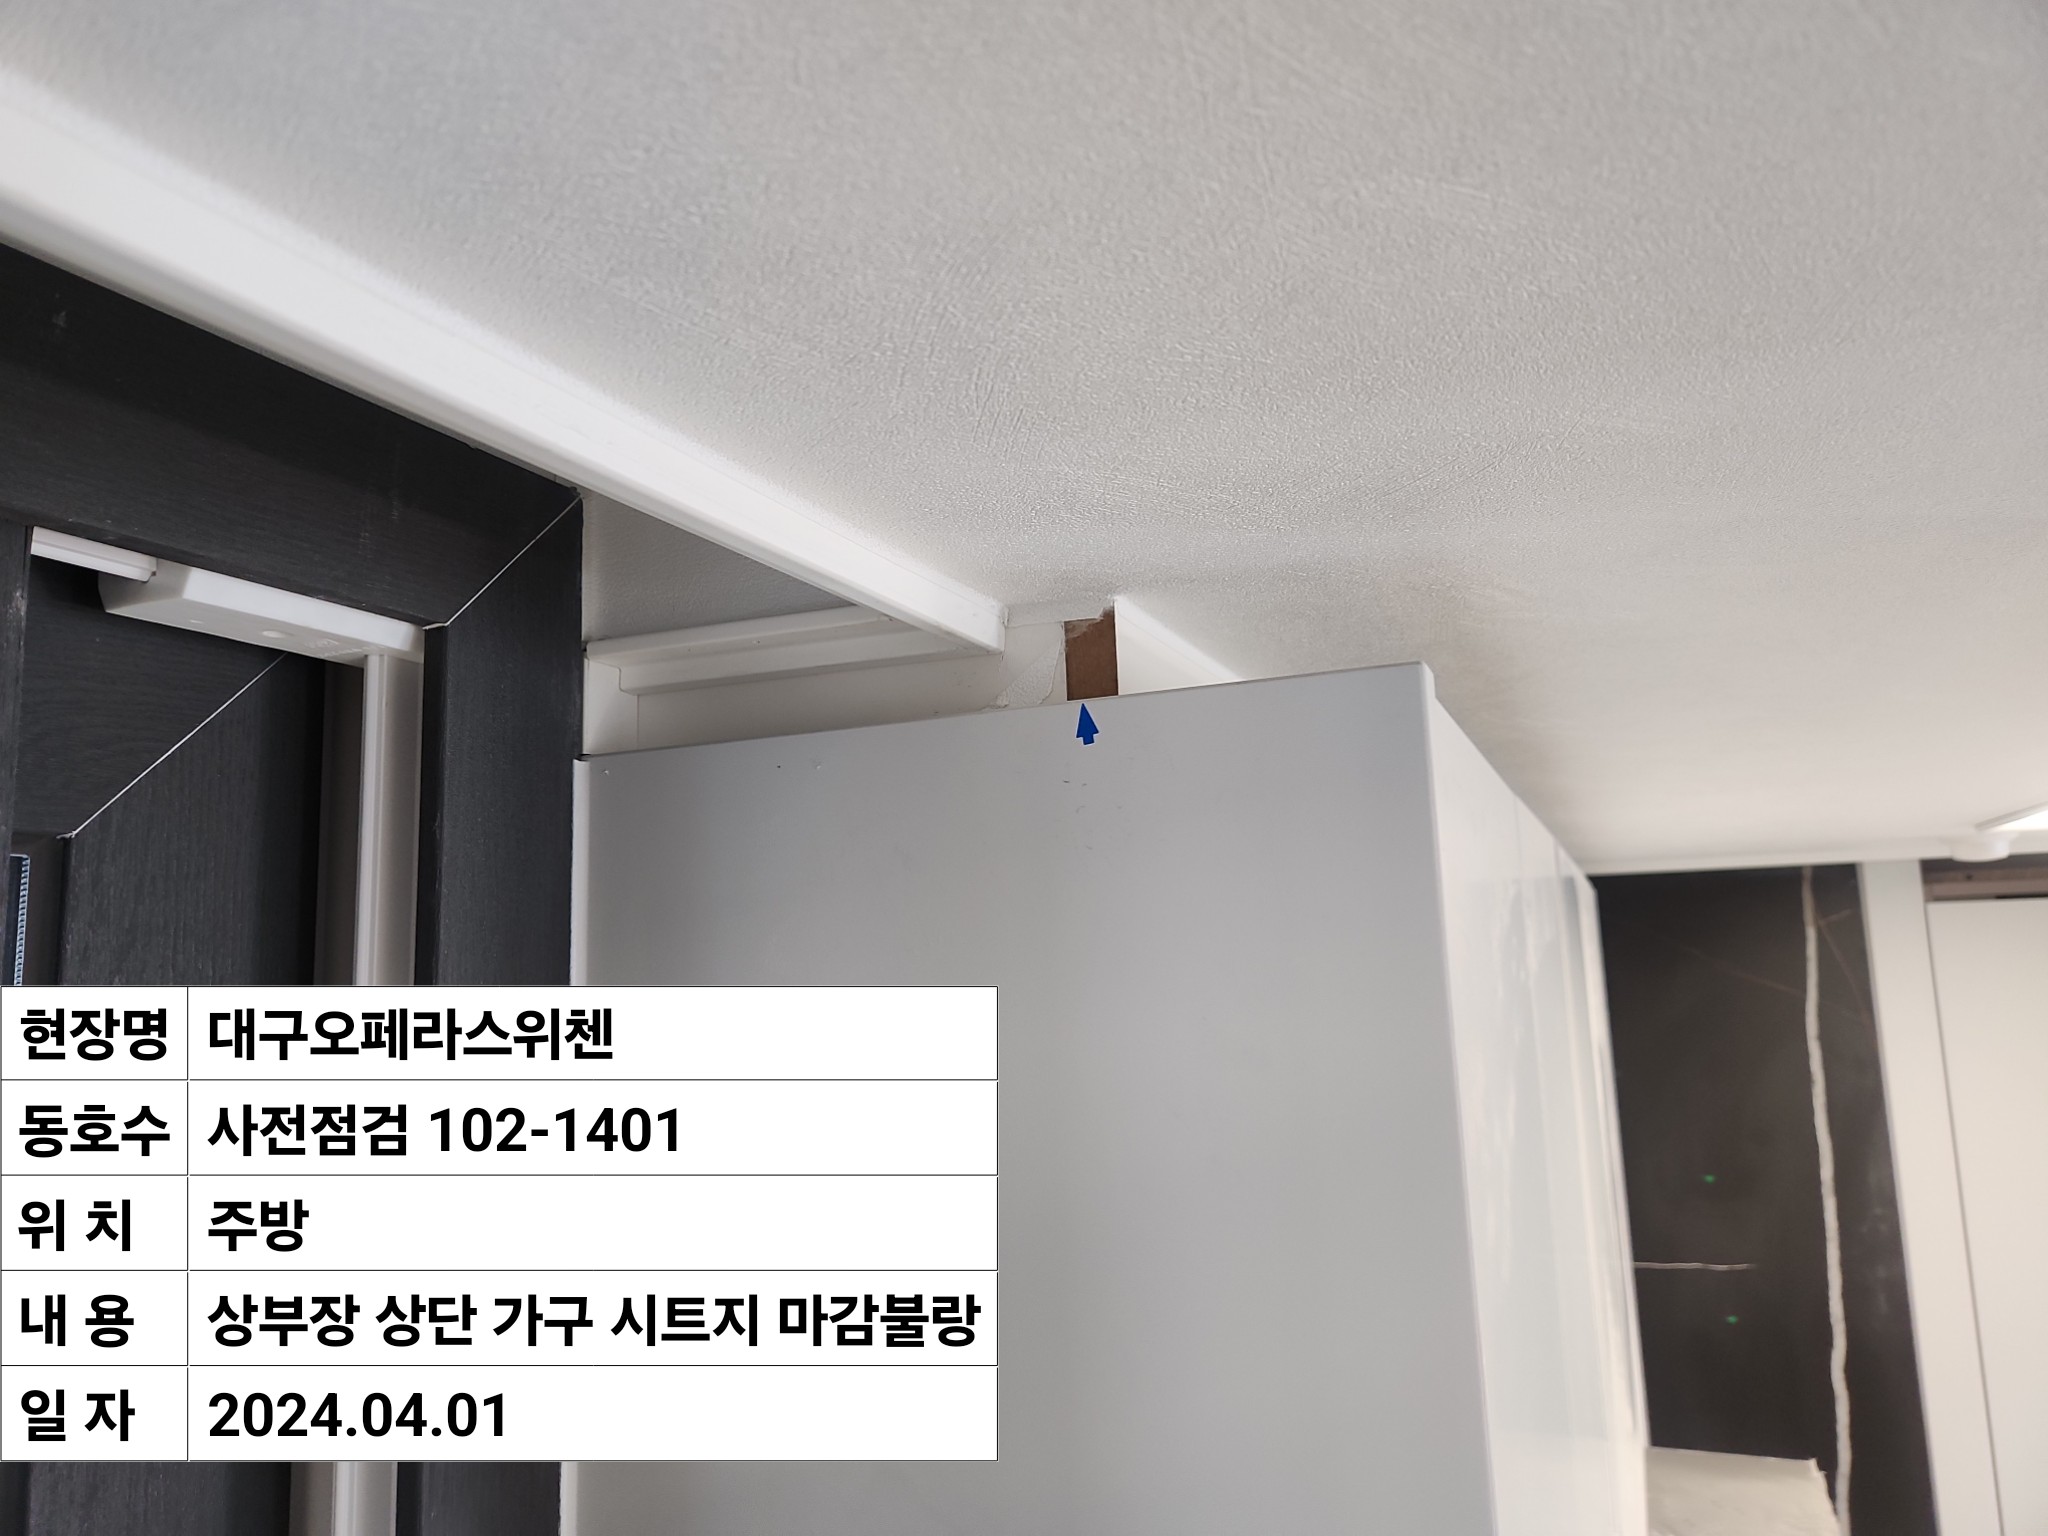 현장명 대구오페라스위첸
동호수 사전점검 102-1401
위 치 주방
내 용 상부장 상단 가구 시트지 마감불량
일 자 2024.04.01